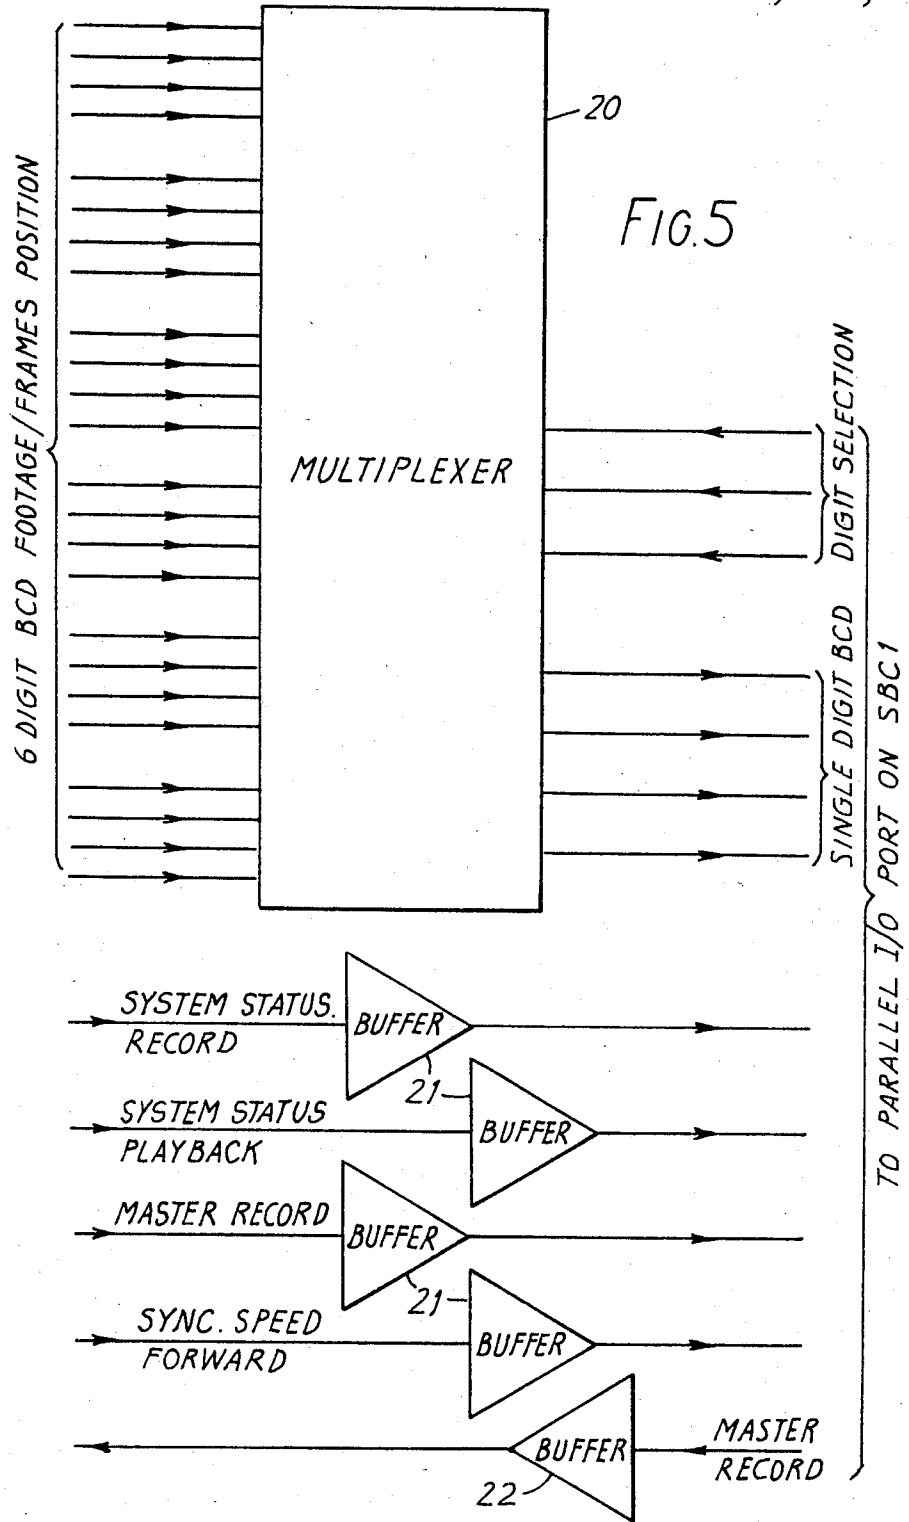 20
FIG.5
6 DIGIT BCD FOOTAGE/FRAMES POSITION
MULTIPLEXER
DIGIT SELECTION
SINGLE DIGIT BCD
TO PARALLEL I/O PORT ON SBC1
SYSTEM STATUS.
RECORD
BUFFER
21
SYSTEM STATUS
PLAYBACK
BUFFER
MASTER RECORD
BUFFER
21
SYNC. SPEED
FORWARD
BUFFER
BUFFER
22
MASTER
RECORD